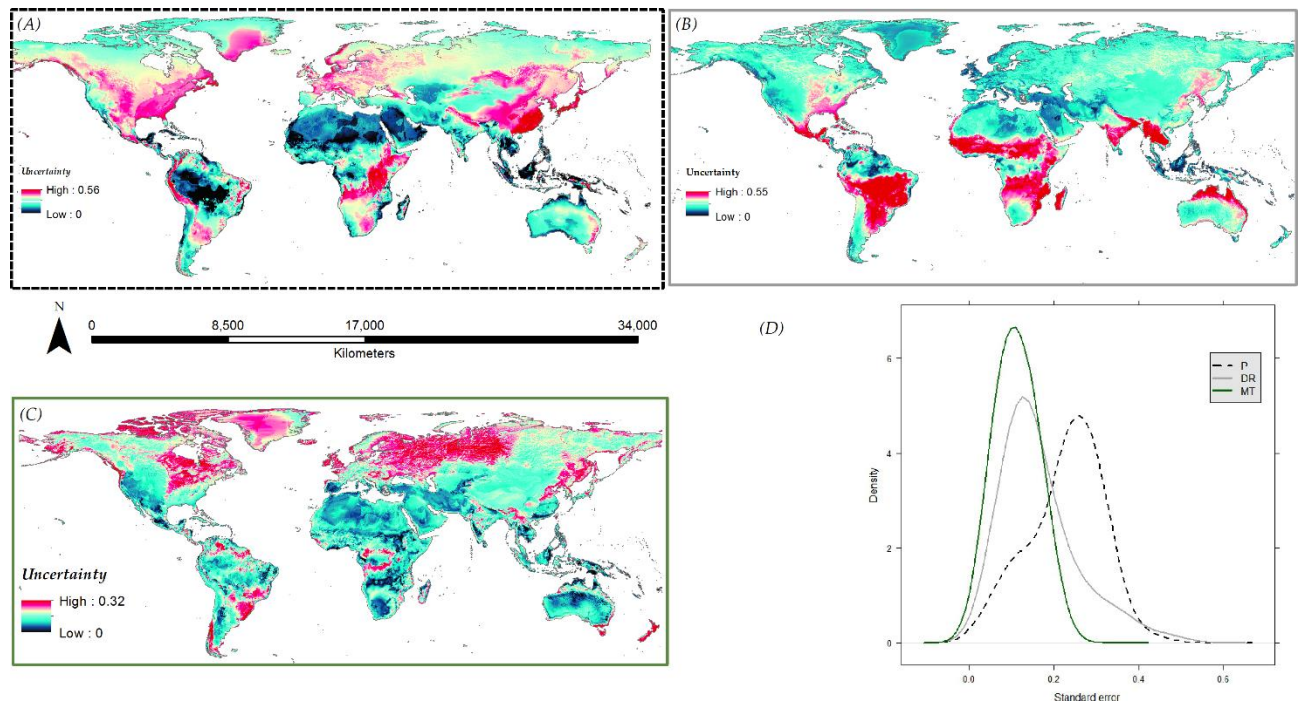 (A)
Uncertainty
High : 0.56
Low : 0
(B)
Uncertainty
High : 0.55
Low : 0
N
0 8,500 17,000 34,000
Kilometers
(C)
Uncertainty
High : 0.32
Low : 0
(D)
P
DR
MT
6
4
2
0
Density
0.0 0.2 0.4 0.6
Standard error